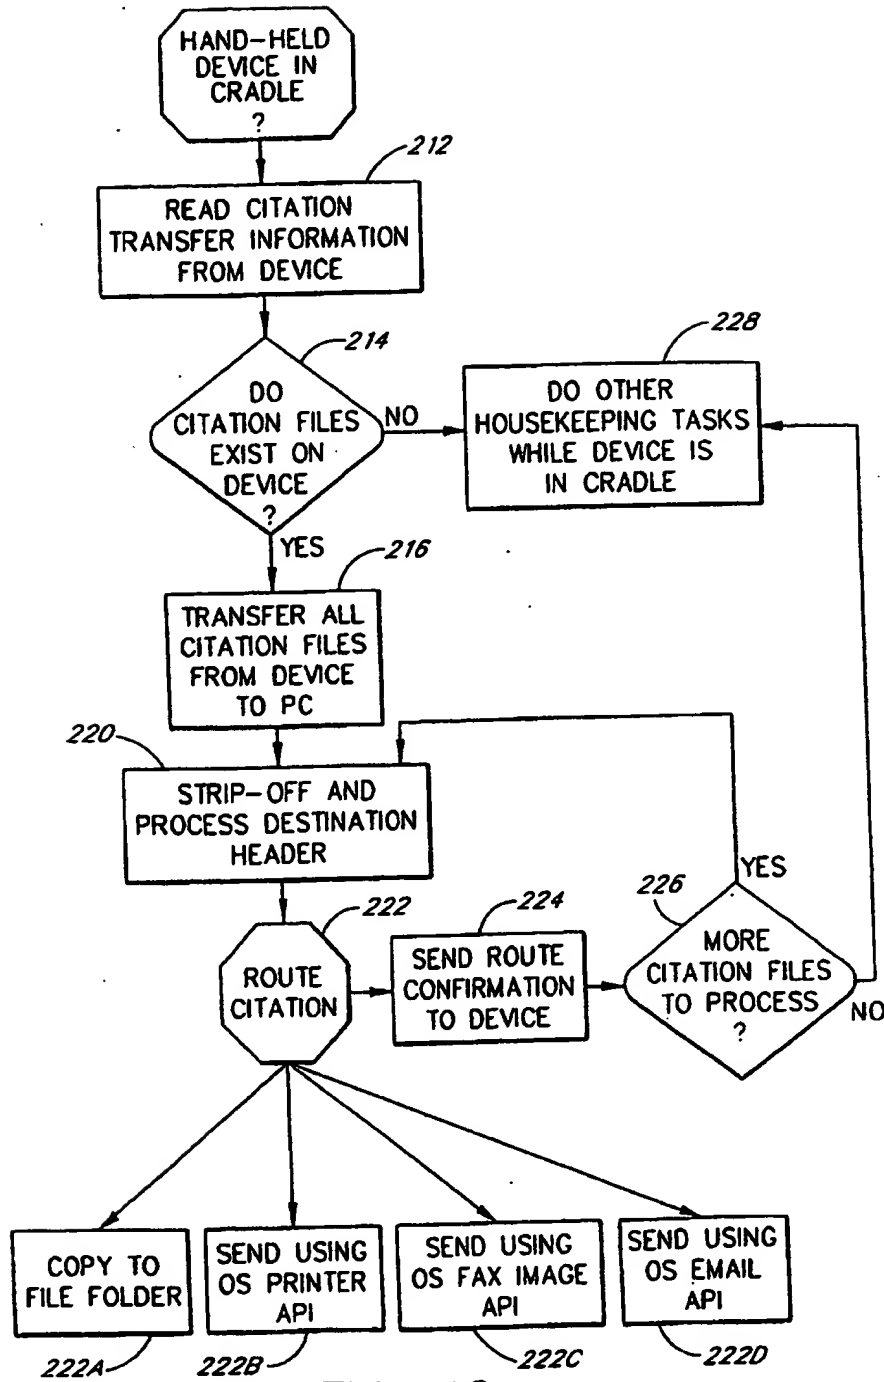 HAND-HELD
DEVICE IN
CRADLE
?
212
READ CITATION
TRANSFER INFORMATION
FROM DEVICE
214
DO
CITATION FILES
EXIST ON
DEVICE
?
NO
YES
228
DO OTHER
HOUSEKEEPING TASKS
WHILE DEVICE IS
IN CRADLE
216
TRANSFER ALL
CITATION FILES
FROM DEVICE
TO PC
220
STRIP-OFF AND
PROCESS DESTINATION
HEADER
222
ROUTE
CITATION
224
SEND ROUTE
CONFIRMATION
TO DEVICE
226
YES
MORE
CITATION FILES
TO PROCESS
?
NO
COPY TO
FILE FOLDER
222A
SEND USING
OS PRINTER
API
222B
SEND USING
OS FAX IMAGE
API
222C
SEND USING
OS EMAIL
API
222D